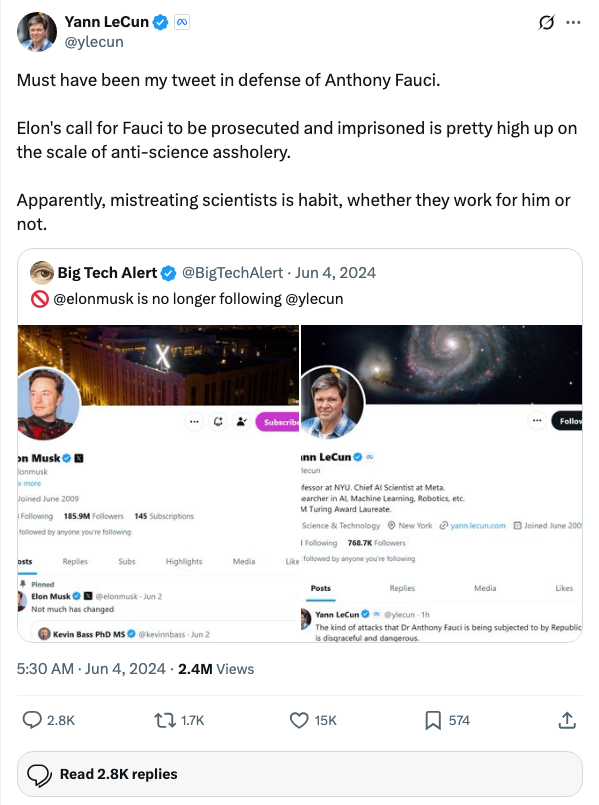 Yann LeCun
@ylecun
Must have been my tweet in defense of Anthony Fauci.
Elon's call for Fauci to be prosecuted and imprisoned is pretty high up on
the scale of anti-science assholery.
Apparently, mistreating scientists is habit, whether they work for him or
not.
Big Tech Alert @BigTechAlert · Jun 4, 2024
🚫 @elonmusk is no longer following @ylecun
X
Subscribe
on Musk
lonmusk
w more
Joined June 2009
Following 185.9M Followers 145 Subscriptions
followed by anyone you're following
osts Replies Subs Highlights Media Like
Pinned
Elon Musk @elonmusk · Jun 2
Not much has changed
Kevin Bass PhD MS @kevinnbass · Jun 2
Follow
nn LeCun
lecun
fessor at NYU. Chief AI Scientist at Meta.
earcher in AI, Machine Learning, Robotics, etc.
M Turing Award Laureate.
Science & Technology New York yann.lecun.com Joined June 200
Following 768.7K Followers
followed by anyone you're following
Posts Replies Media Likes
Yann LeCun @ylecun · 1h
The kind of attacks that Dr Anthony Fauci is being subjected to by Republic
is disgraceful and dangerous.
5:30 AM · Jun 4, 2024 · 2.4M Views
2.8K 1.7K 15K 574
Read 2.8K replies